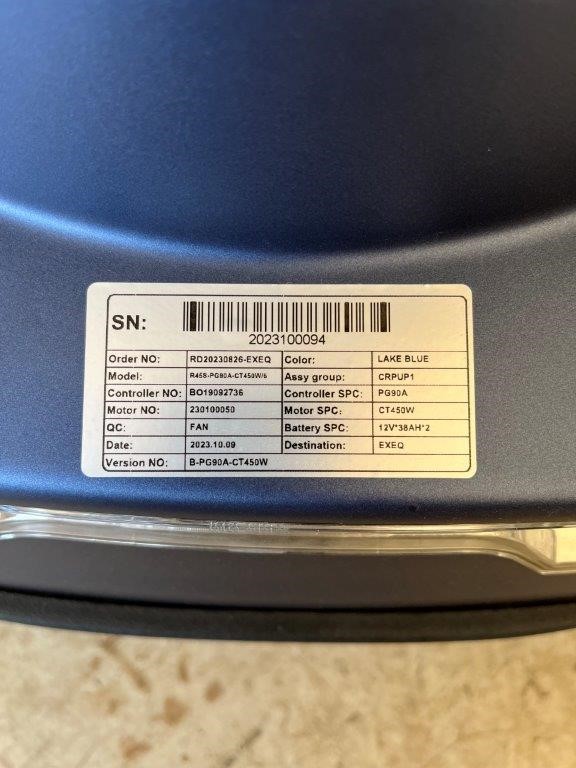 SN:
2023100094
Order NO: RD20230826-EXEQ Color: LAKE BLUE
Model: R458-PG90A-CT450W/6 Assy group: CRPUP1
Controller NO: BO19092736 Controller SPC: PG90A
Motor NO: 230100050 Motor SPC: CT450W
QC: FAN Battery SPC: 12V*38AH*2
Date: 2023.10.09 Destination: EXEQ
Version NO: B-PG90A-CT450W